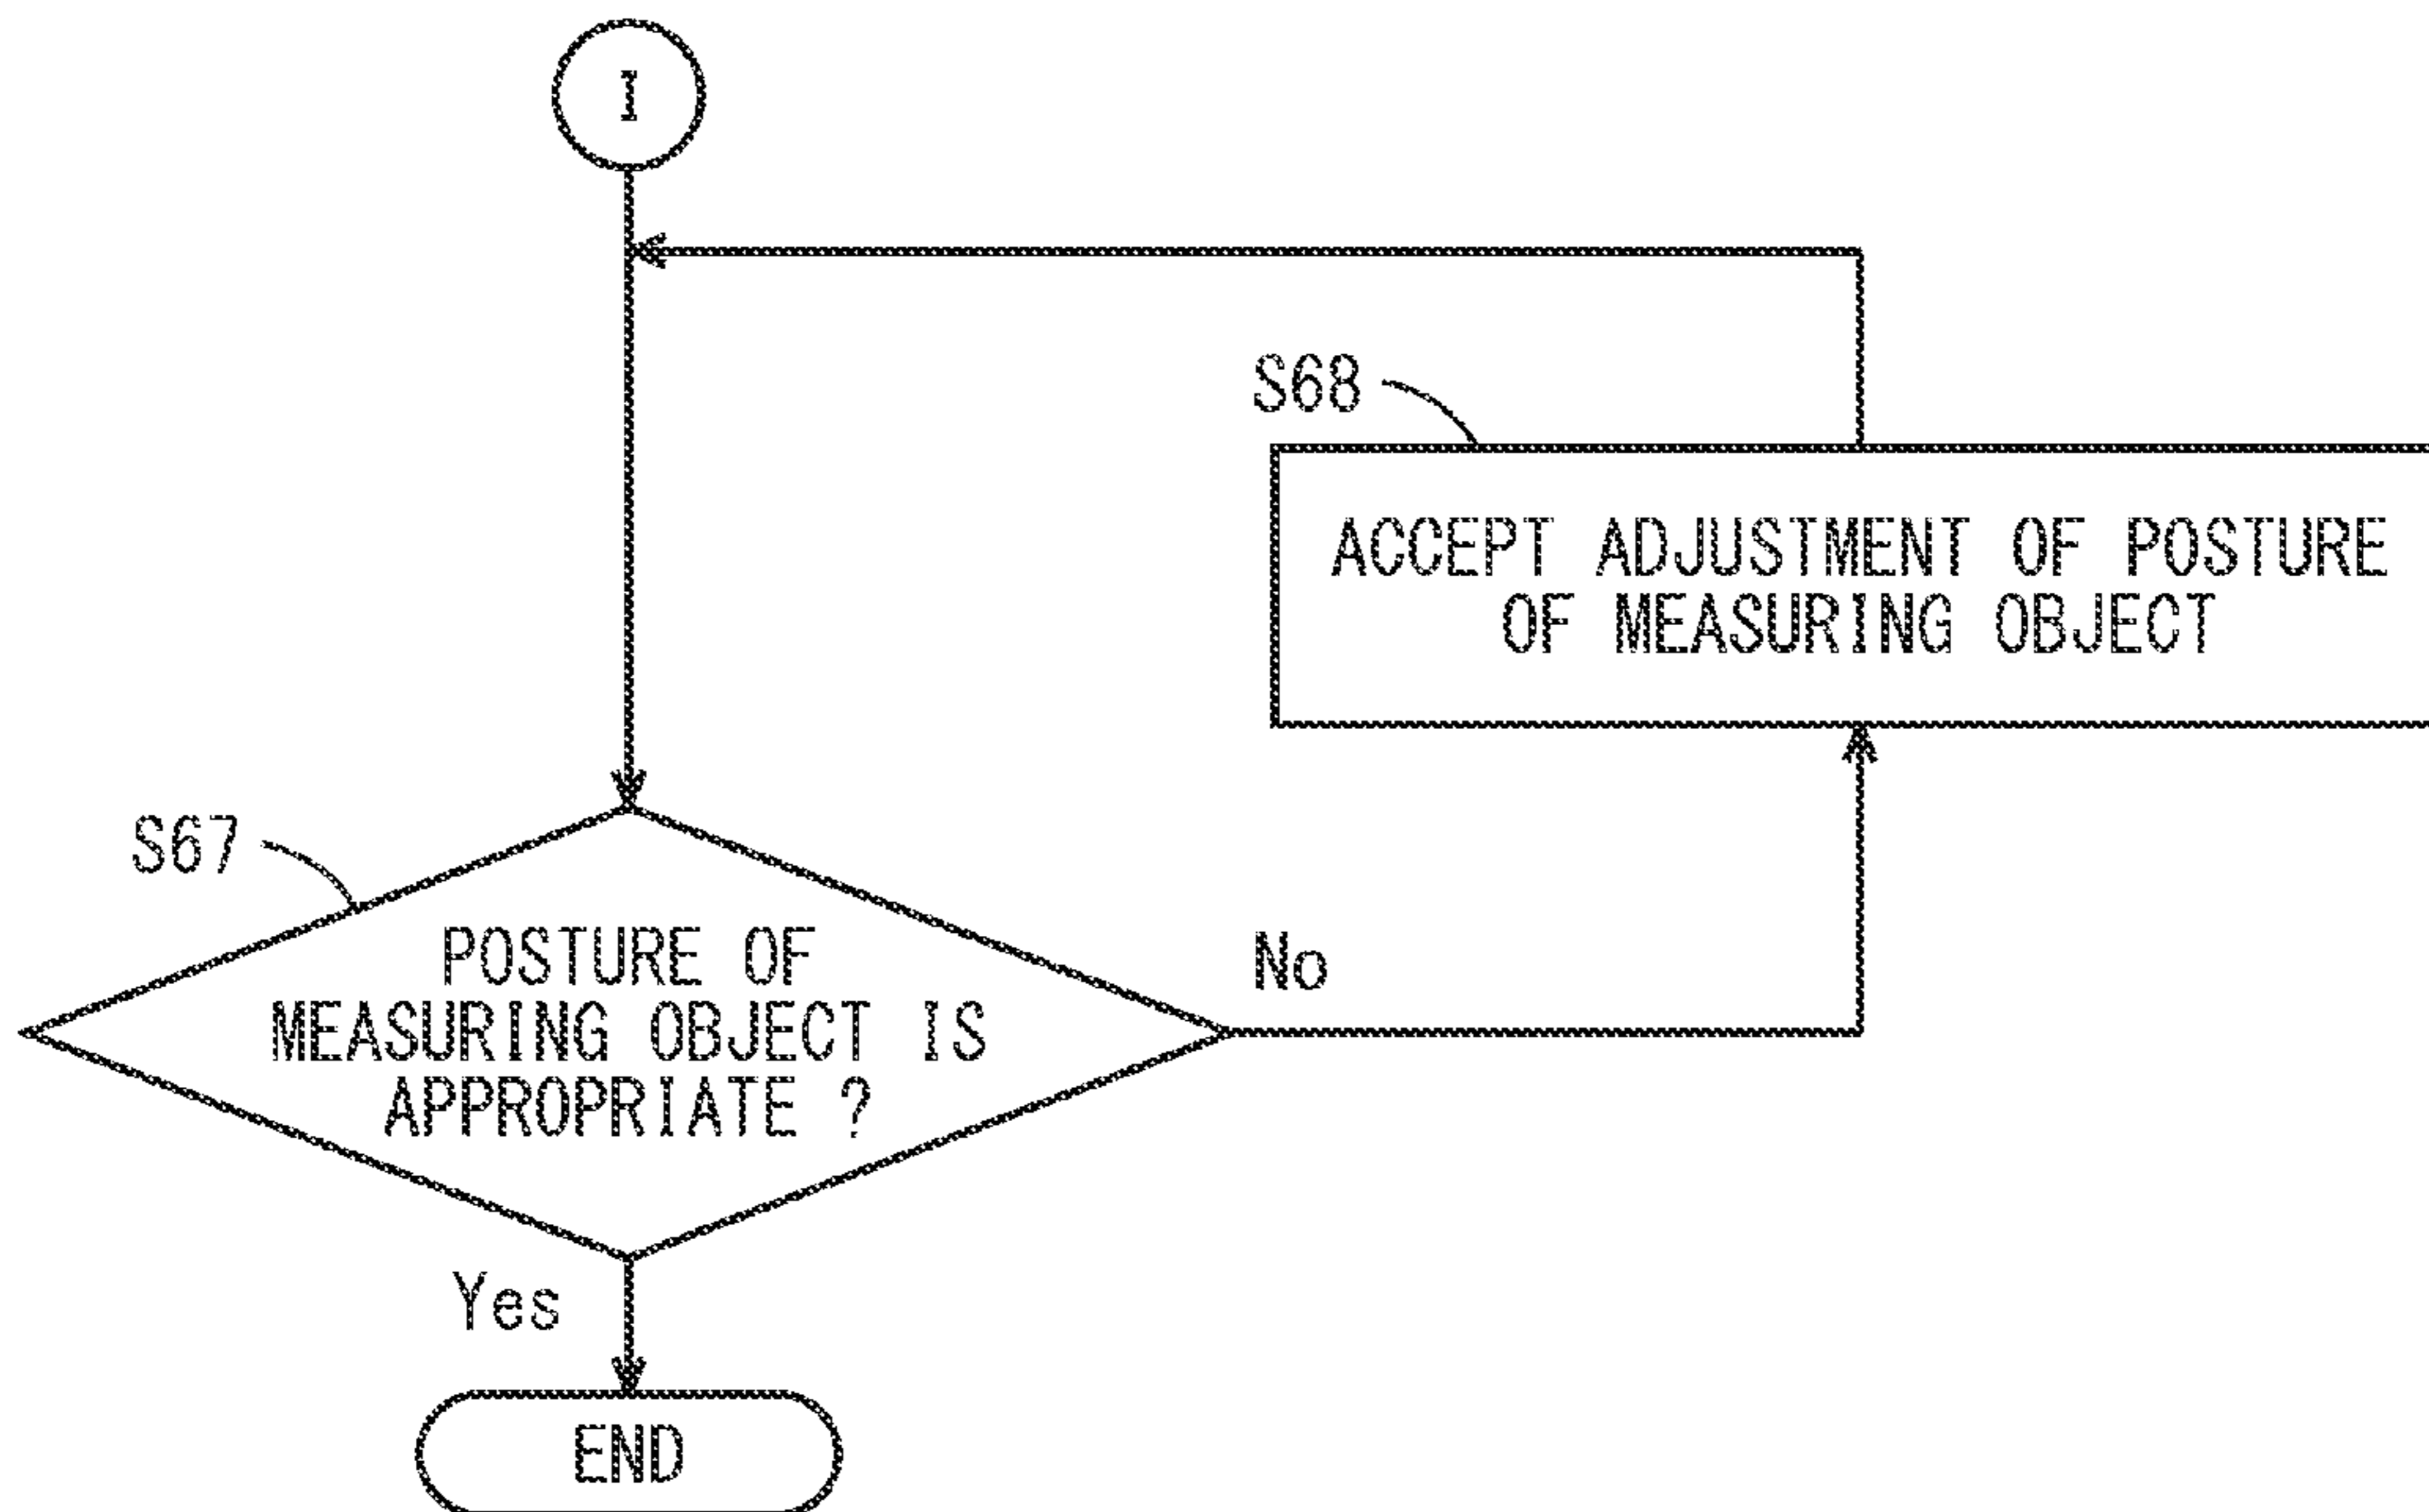 I
S68
ACCEPT ADJUSTMENT OF POSTURE
OF MEASURING OBJECT
S67
POSTURE OF
MEASURING OBJECT IS
APPROPRIATE ?
No
Yes
END